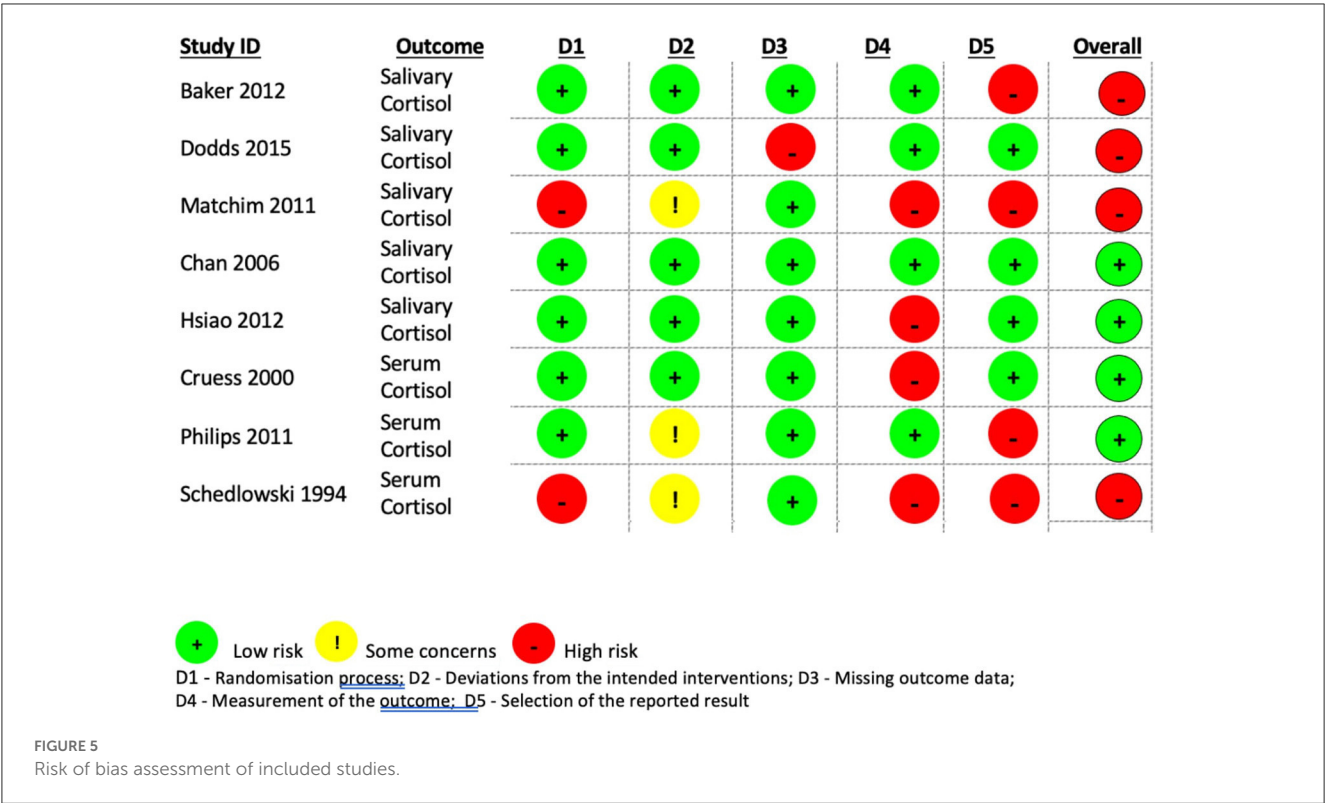 Study ID Outcome D1 D2 D3 D4 D5 Overall
Baker 2012 Salivary Cortisol + + + + - -
Dodds 2015 Salivary Cortisol + + - + + -
Matchim 2011 Salivary Cortisol - ! + - - -
Chan 2006 Salivary Cortisol + + + + + +
Hsiao 2012 Salivary Cortisol + + + - + +
Cruess 2000 Serum Cortisol + + + - + +
Philips 2011 Serum Cortisol + ! + + - +
Schedlowski 1994 Serum Cortisol - ! + - - -
+ Low risk ! Some concerns - High risk
D1 - Randomisation process; D2 - Deviations from the intended interventions; D3 - Missing outcome data;
D4 - Measurement of the outcome; D5 - Selection of the reported result
FIGURE 5
Risk of bias assessment of included studies.